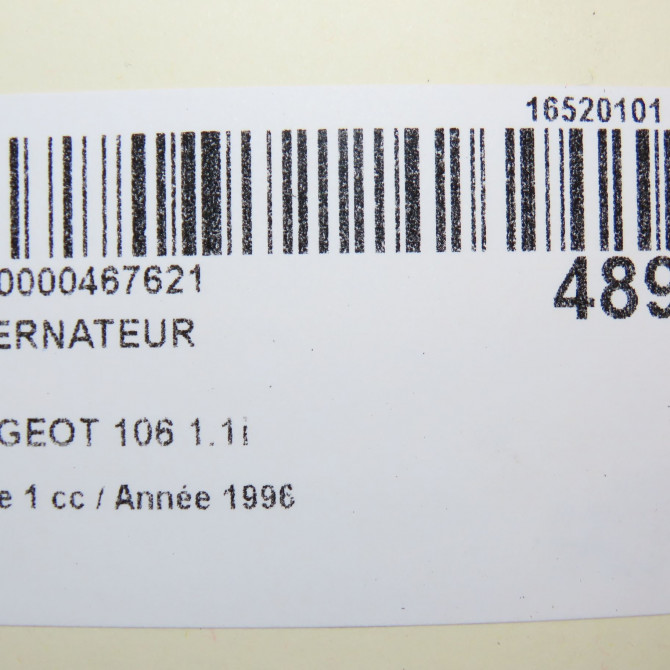 16520101
0000467621
489
ERNATEUR
GEOT 106 1.1i
e 1 cc / Année 1996